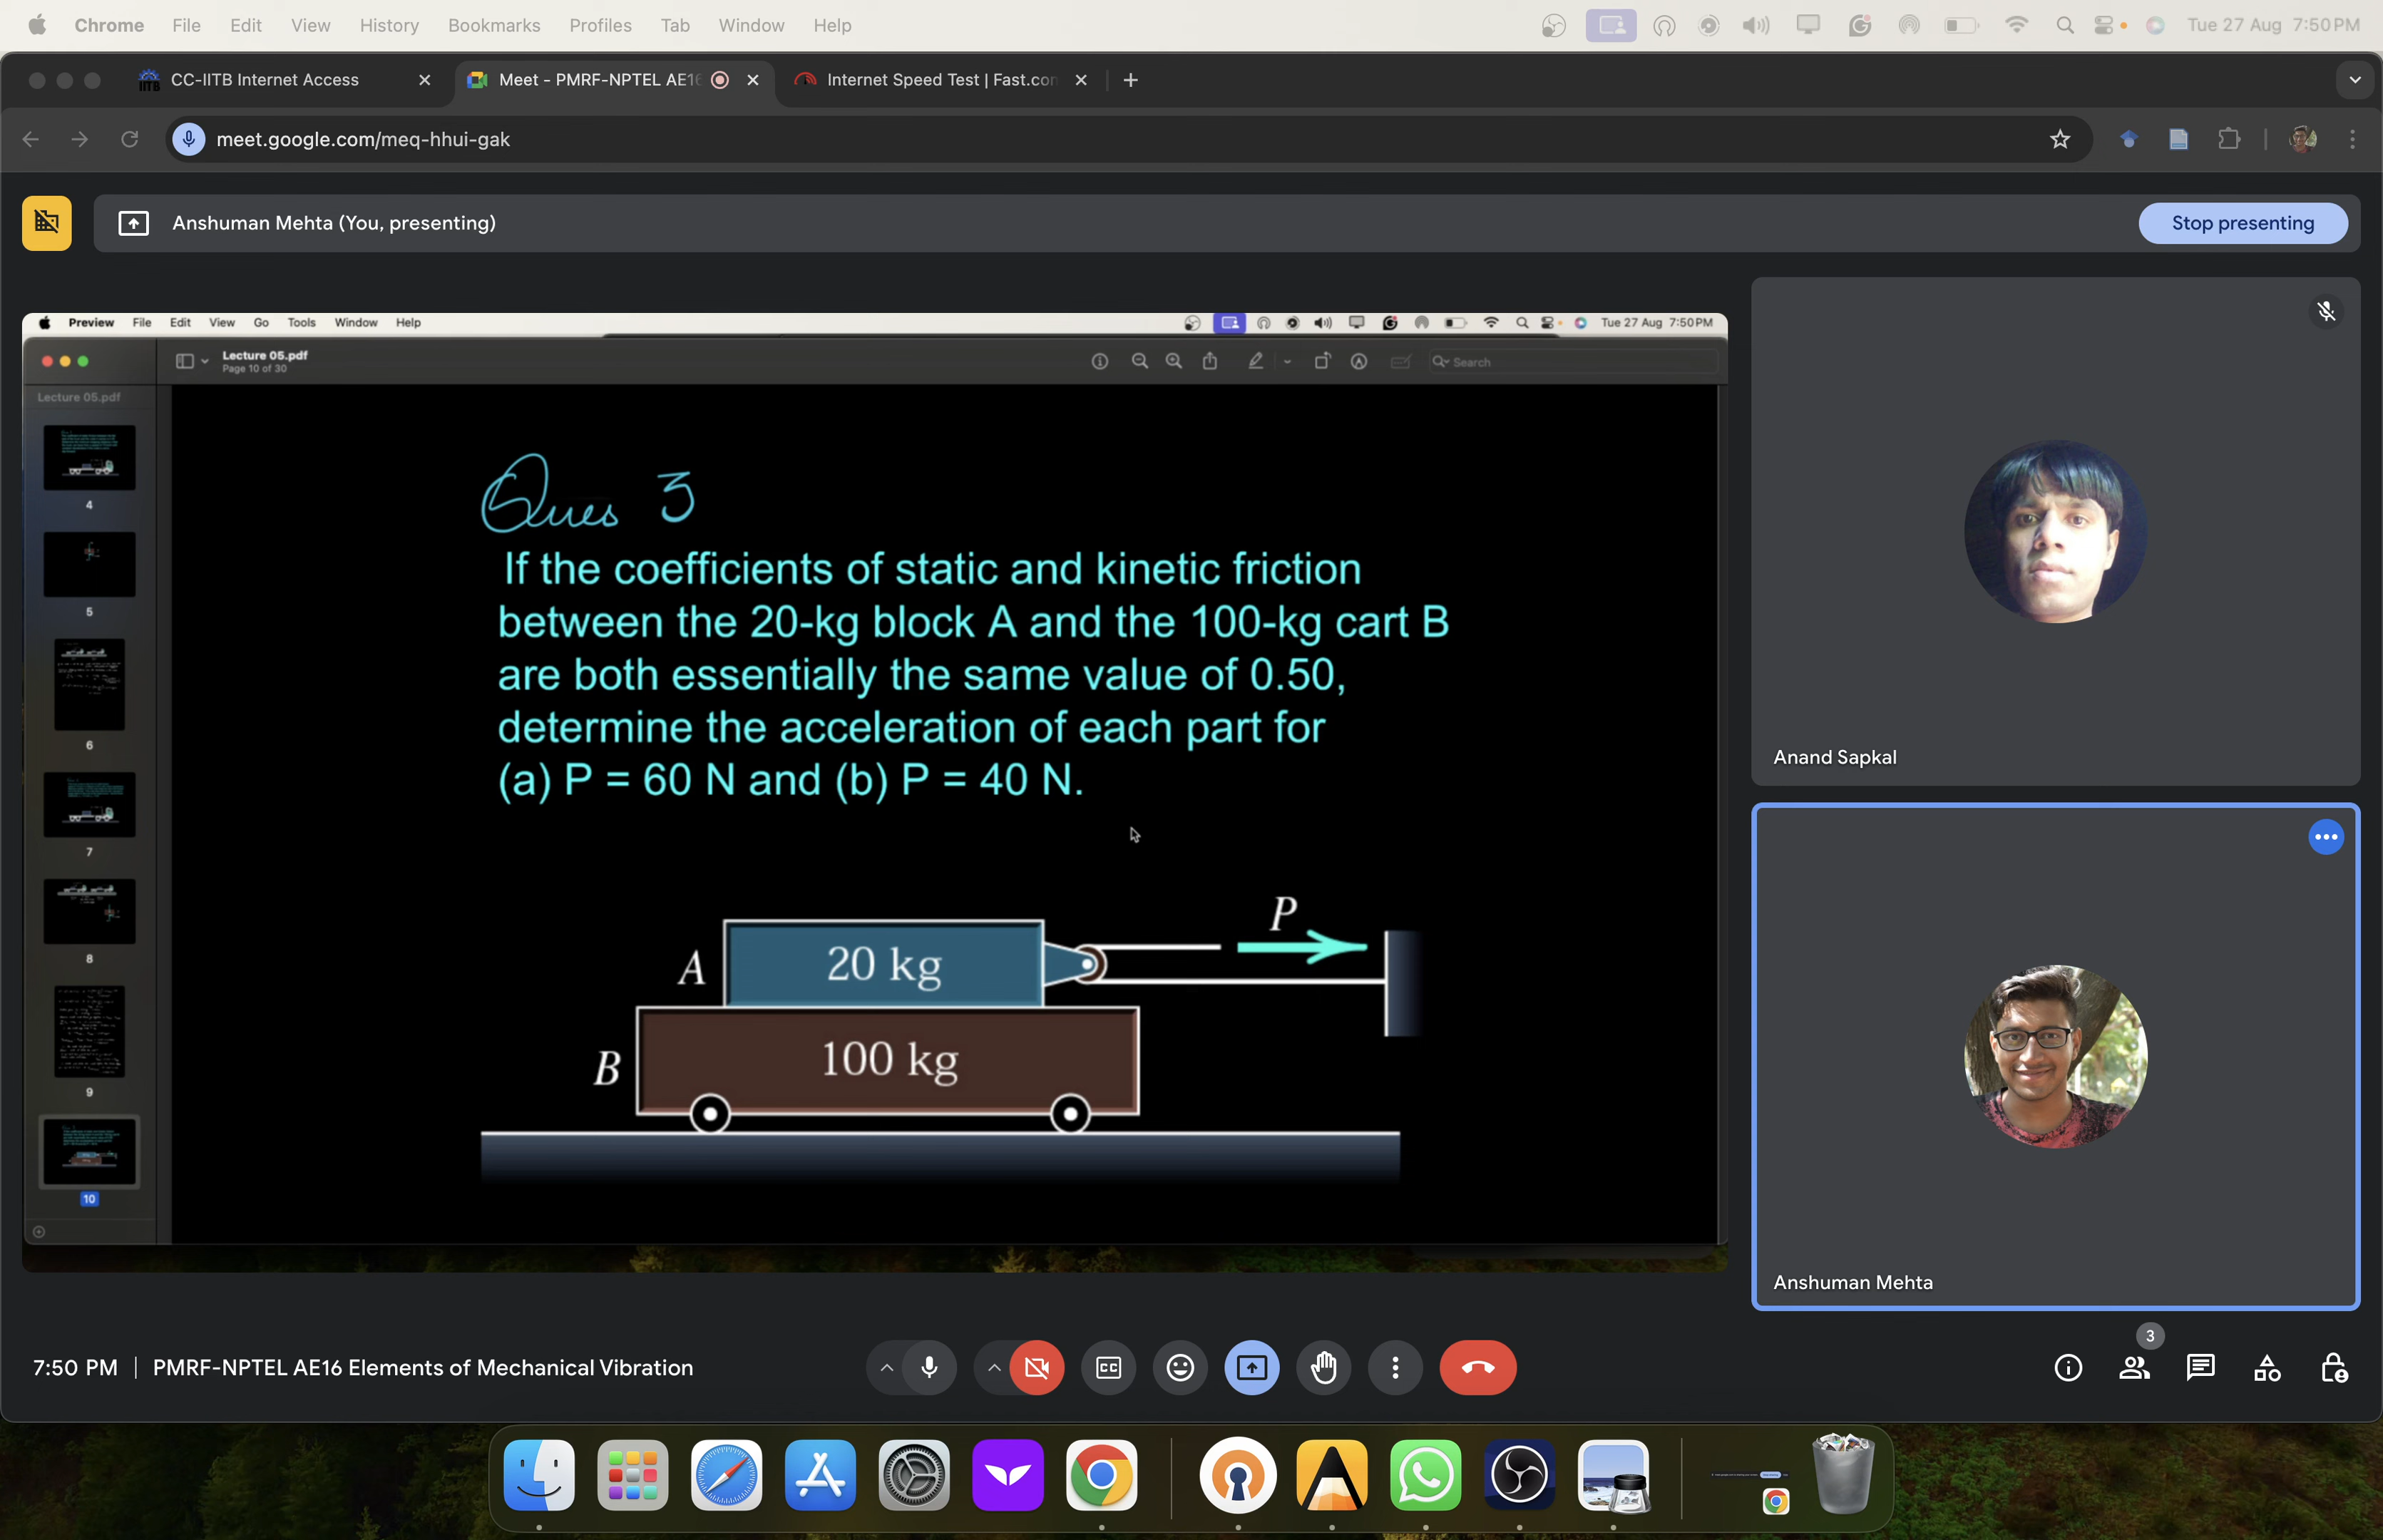 Chrome File Edit View History Bookmarks Profiles Tab Window Help Tue 27 Aug 7:50 PM
CC-IITB Internet Access Meet - PMRF-NPTEL AE16 Internet Speed Test | Fast.com
meet.google.com/meq-hhui-gak
Anshuman Mehta (You, presenting) Stop presenting
Preview File Edit View Go Tools Window Help Tue 27 Aug 7:50 PM
Lecture 05.pdf
Page 10 of 30
Search
Lecture 05.pdf
4
5
6
7
8
9
10
Ques 3
If the coefficients of static and kinetic friction
between the 20-kg block A and the 100-kg cart B
are both essentially the same value of 0.50,
determine the acceleration of each part for
(a) P = 60 N and (b) P = 40 N.
P
A 20 kg
B 100 kg
Anand Sapkal
Anshuman Mehta
7:50 PM | PMRF-NPTEL AE16 Elements of Mechanical Vibration
CC
3